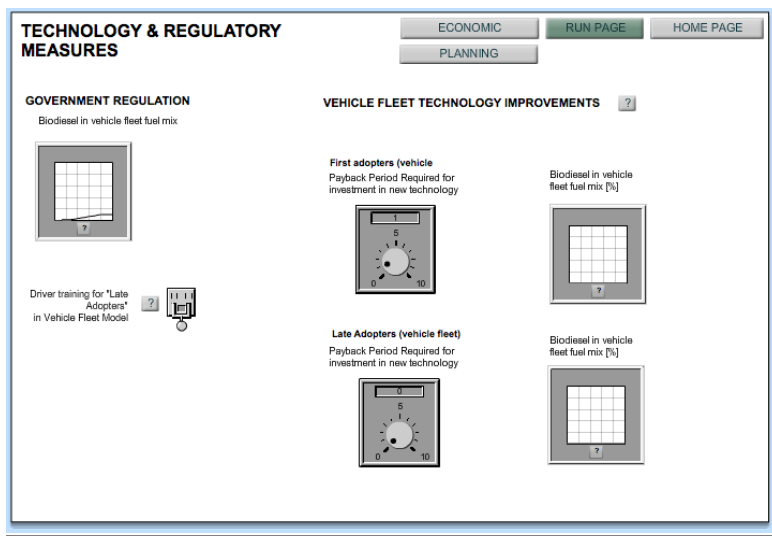 TECHNOLOGY & REGULATORY
MEASURES
ECONOMIC
RUN PAGE
HOME PAGE
PLANNING
GOVERNMENT REGULATION
Biodiesel in vehicle fleet fuel mix
?
Driver training for "Late
Adopters"
in Vehicle Fleet Model
?
VEHICLE FLEET TECHNOLOGY IMPROVEMENTS
?
First adopters (vehicle
Payback Period Required for
investment in new technology
1
5
0
10
Biodiesel in vehicle
fleet fuel mix [%]
?
Late Adopters (vehicle fleet)
Payback Period Required for
investment in new technology
0
5
0
10
Biodiesel in vehicle
fleet fuel mix [%]
?